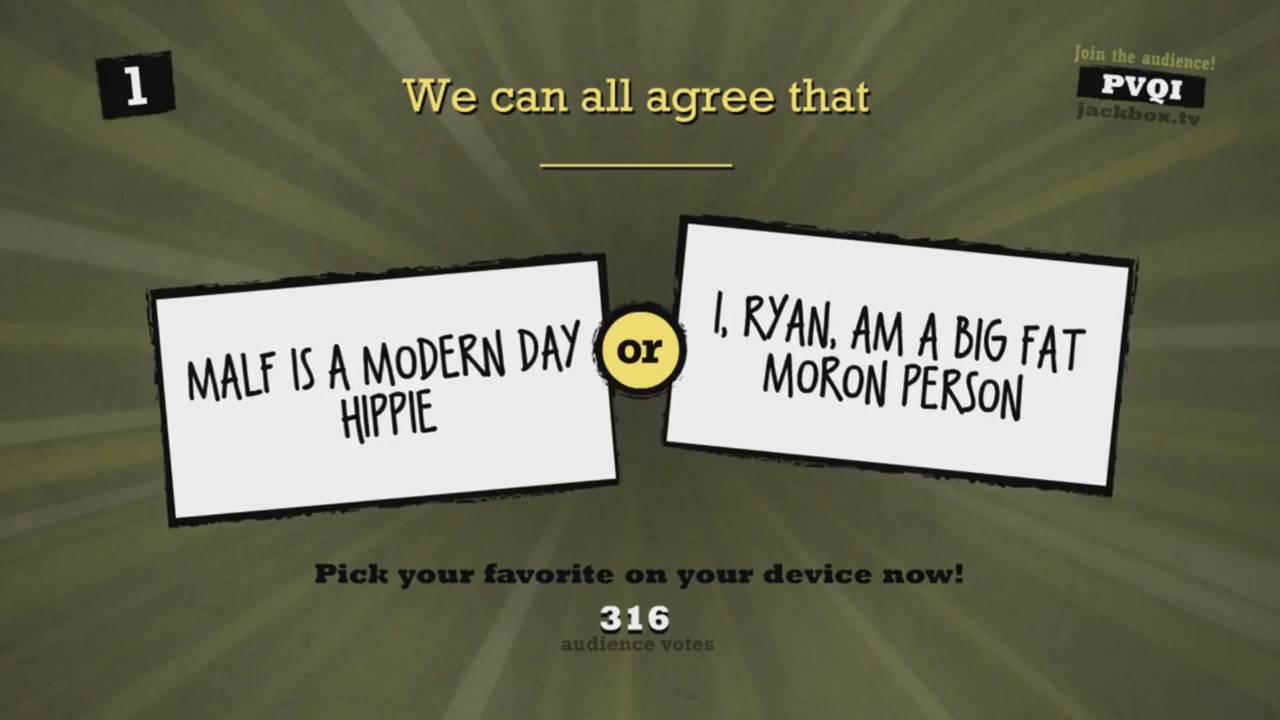 1
We can all agree that
Join the audience!
PVQI
jackbox.tv
MALF IS A MODERN DAY
HIPPIE
or
I, RYAN, AM A BIG FAT
MORON PERSON
Pick your favorite on your device now!
316
audience votes